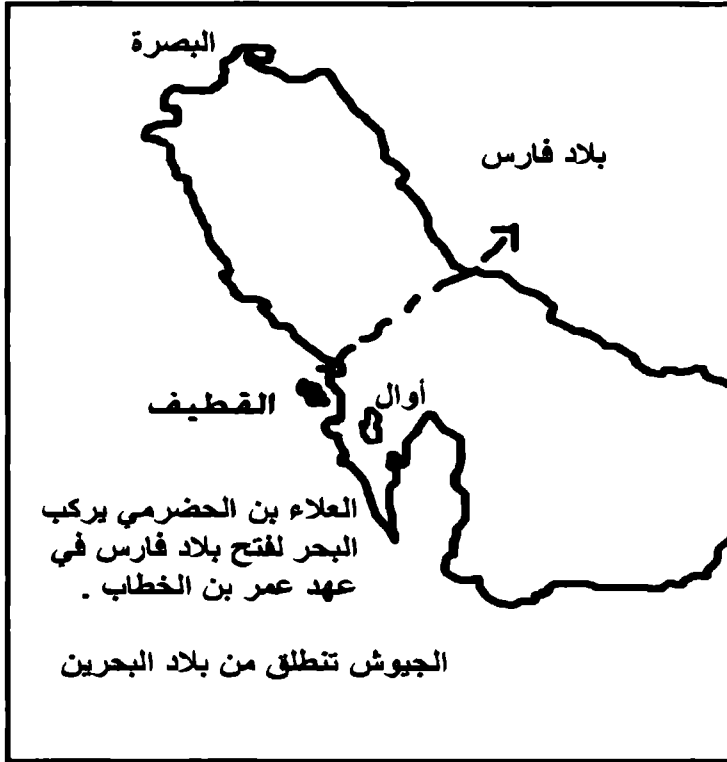 البصرة
بلاد فارس
أوال
القطيف
العلاء بن الحضرمي يركب
البحر لفتح بلاد فارس في
عهد عمر بن الخطاب .
الجيوش تنطلق من بلاد البحرين